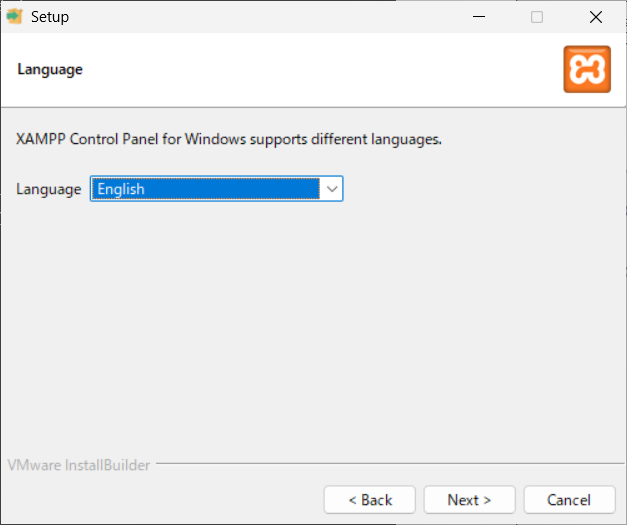 Setup
Language
XAMPP Control Panel for Windows supports different languages.
Language English
VMware InstallBuilder
< Back Next > Cancel